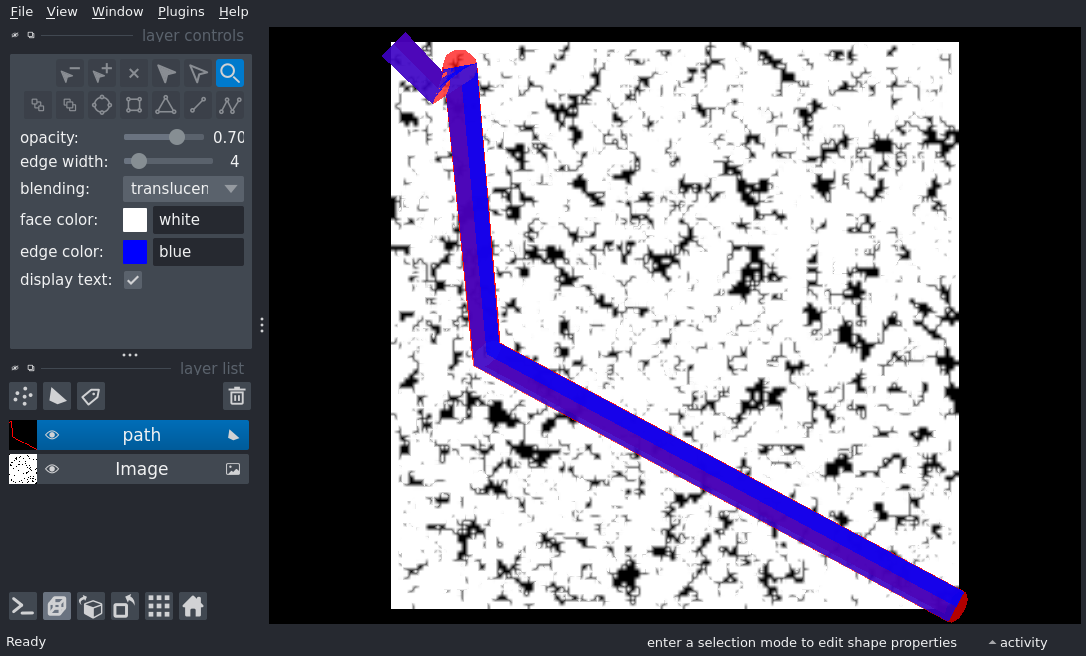 File View Window Plugins Help
layer controls
opacity: 0.70
edge width: 4
blending: translucen
face color: white
edge color: blue
display text:
layer list
path
Image
Ready
enter a selection mode to edit shape properties
activity